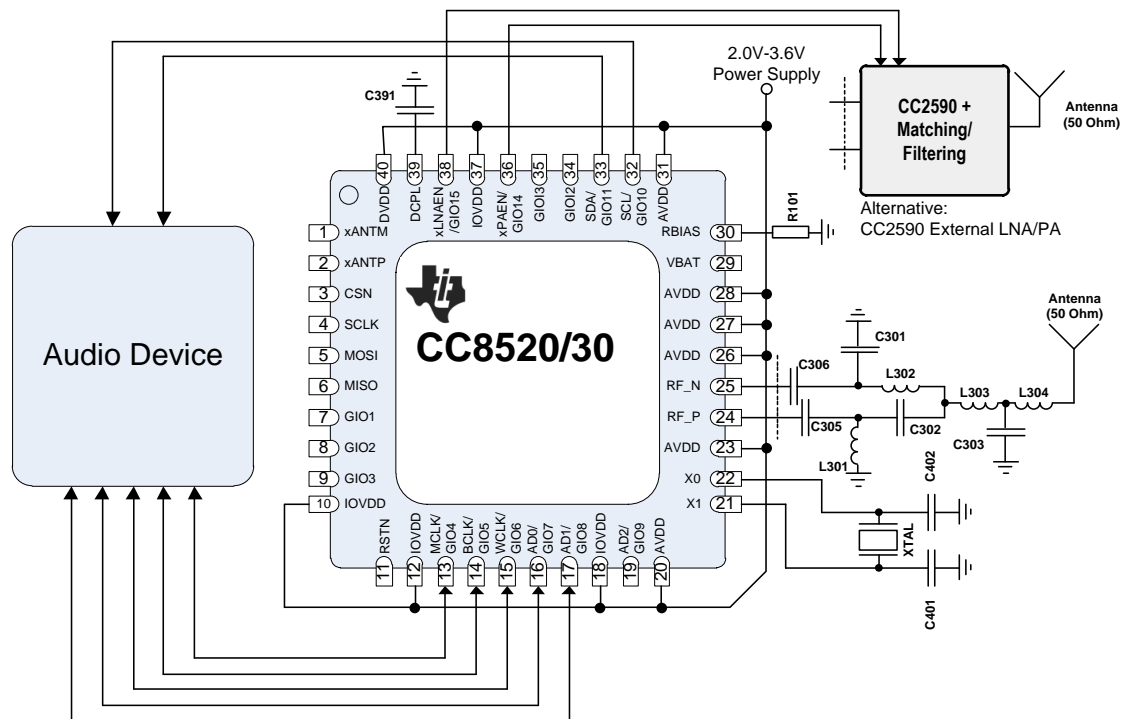 2.0V-3.6V
Power Supply
C391
CC2590 +
Matching/
Filtering
Antenna
(50 Ohm)
Alternative:
CC2590 External LNA/PA
40
39
38
37
36
35
34
33
32
31
DVDD
DCPL
xLNAEN
/GIO15
IOVDD
xPAEN/
GIO14
GIOI3
GIOI2
SDA/
GIO11
SCL/
GIO10
AVDD
Audio Device
CC8520/30
1 xANTM
2 xANTP
3 CSN
4 SCLK
5 MOSI
6 MISO
7 GIO1
8 GIO2
9 GIO3
10 IOVDD
RBIAS 30
R101
VBAT 29
AVDD 28
AVDD 27
AVDD 26
RF_N 25
RF_P 24
AVDD 23
X0 22
X1 21
C306
C301
L302
Antenna
(50 Ohm)
L303
L304
C305
C302
C303
L301
C402
XTAL
C401
RSTN
IOVDD
MCLK/
GIO4
BCLK/
GIO5
WCLK/
GIO6
AD0/
GIO7
AD1/
GIO8
IOVDD
AD2/
GIO9
AVDD
11
12
13
14
15
16
17
18
19
20